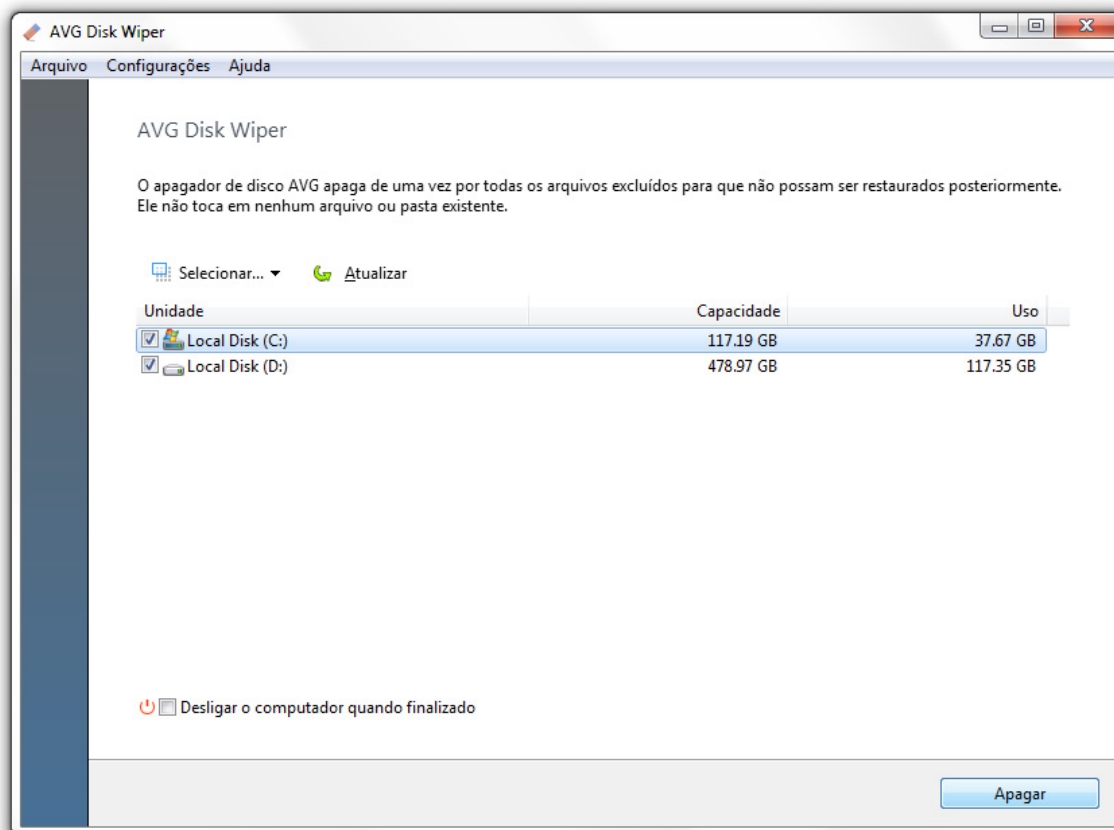 AVG Disk Wiper
Arquivo Configurações Ajuda
AVG Disk Wiper
O apagador de disco AVG apaga de uma vez por todas os arquivos excluídos para que não possam ser restaurados posteriormente.
Ele não toca em nenhum arquivo ou pasta existente.
Selecionar... Atualizar
Unidade Capacidade Uso
Local Disk (C:) 117.19 GB 37.67 GB
Local Disk (D:) 478.97 GB 117.35 GB
Desligar o computador quando finalizado
Apagar